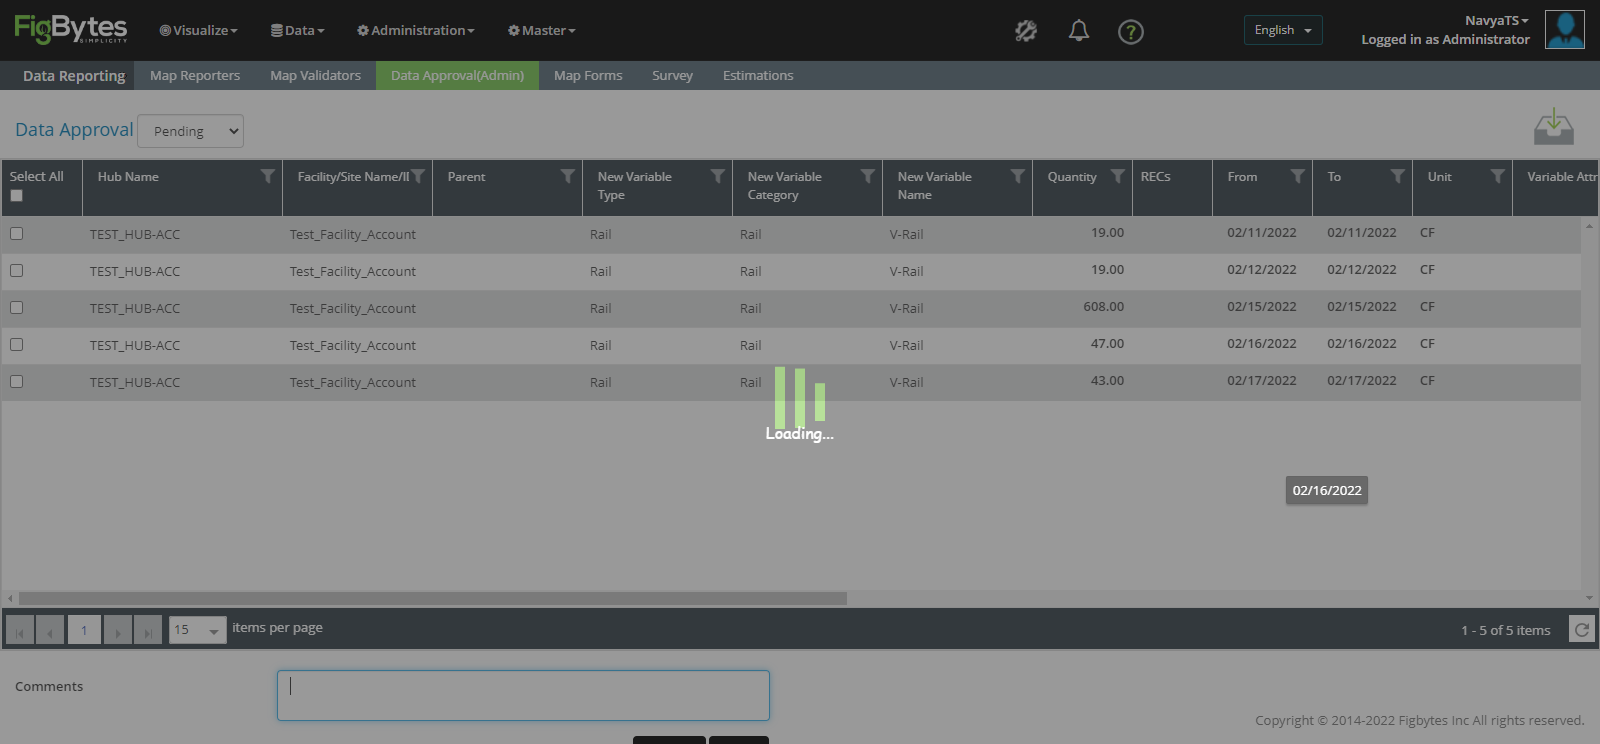 FigBytes
SIMPLICITY
Visualize
Data
Administration
Master
?
English
NavyaTS
Logged in as Administrator
Data Reporting
Map Reporters
Map Validators
Data Approval(Admin)
Map Forms
Survey
Estimations
Data Approval
Pending
Select All
Hub Name
Facility/Site Name/I
Parent
New Variable
Type
New Variable
Category
New Variable
Name
Quantity
RECs
From
To
Unit
Variable Attr
TEST_HUB-ACC Test_Facility_Account Rail Rail V-Rail 19.00 02/11/2022 02/11/2022 CF
TEST_HUB-ACC Test_Facility_Account Rail Rail V-Rail 19.00 02/12/2022 02/12/2022 CF
TEST_HUB-ACC Test_Facility_Account Rail Rail V-Rail 608.00 02/15/2022 02/15/2022 CF
TEST_HUB-ACC Test_Facility_Account Rail Rail V-Rail 47.00 02/16/2022 02/16/2022 CF
TEST_HUB-ACC Test_Facility_Account Rail Rail V-Rail 43.00 02/17/2022 02/17/2022 CF
Loading...
02/16/2022
1
15
items per page
1 - 5 of 5 items
Comments
Copyright © 2014-2022 Figbytes Inc All rights reserved.